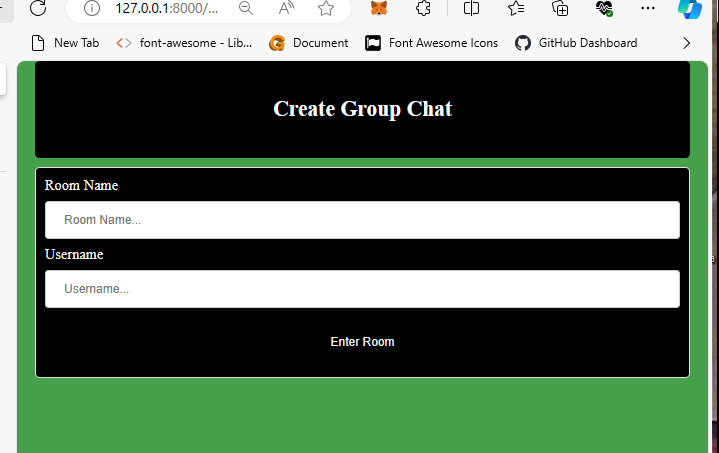 127.0.0.1:8000/...
New Tab
font-awesome - Lib...
Document
Font Awesome Icons
GitHub Dashboard
Create Group Chat
Room Name
Room Name...
Username
Username...
Enter Room